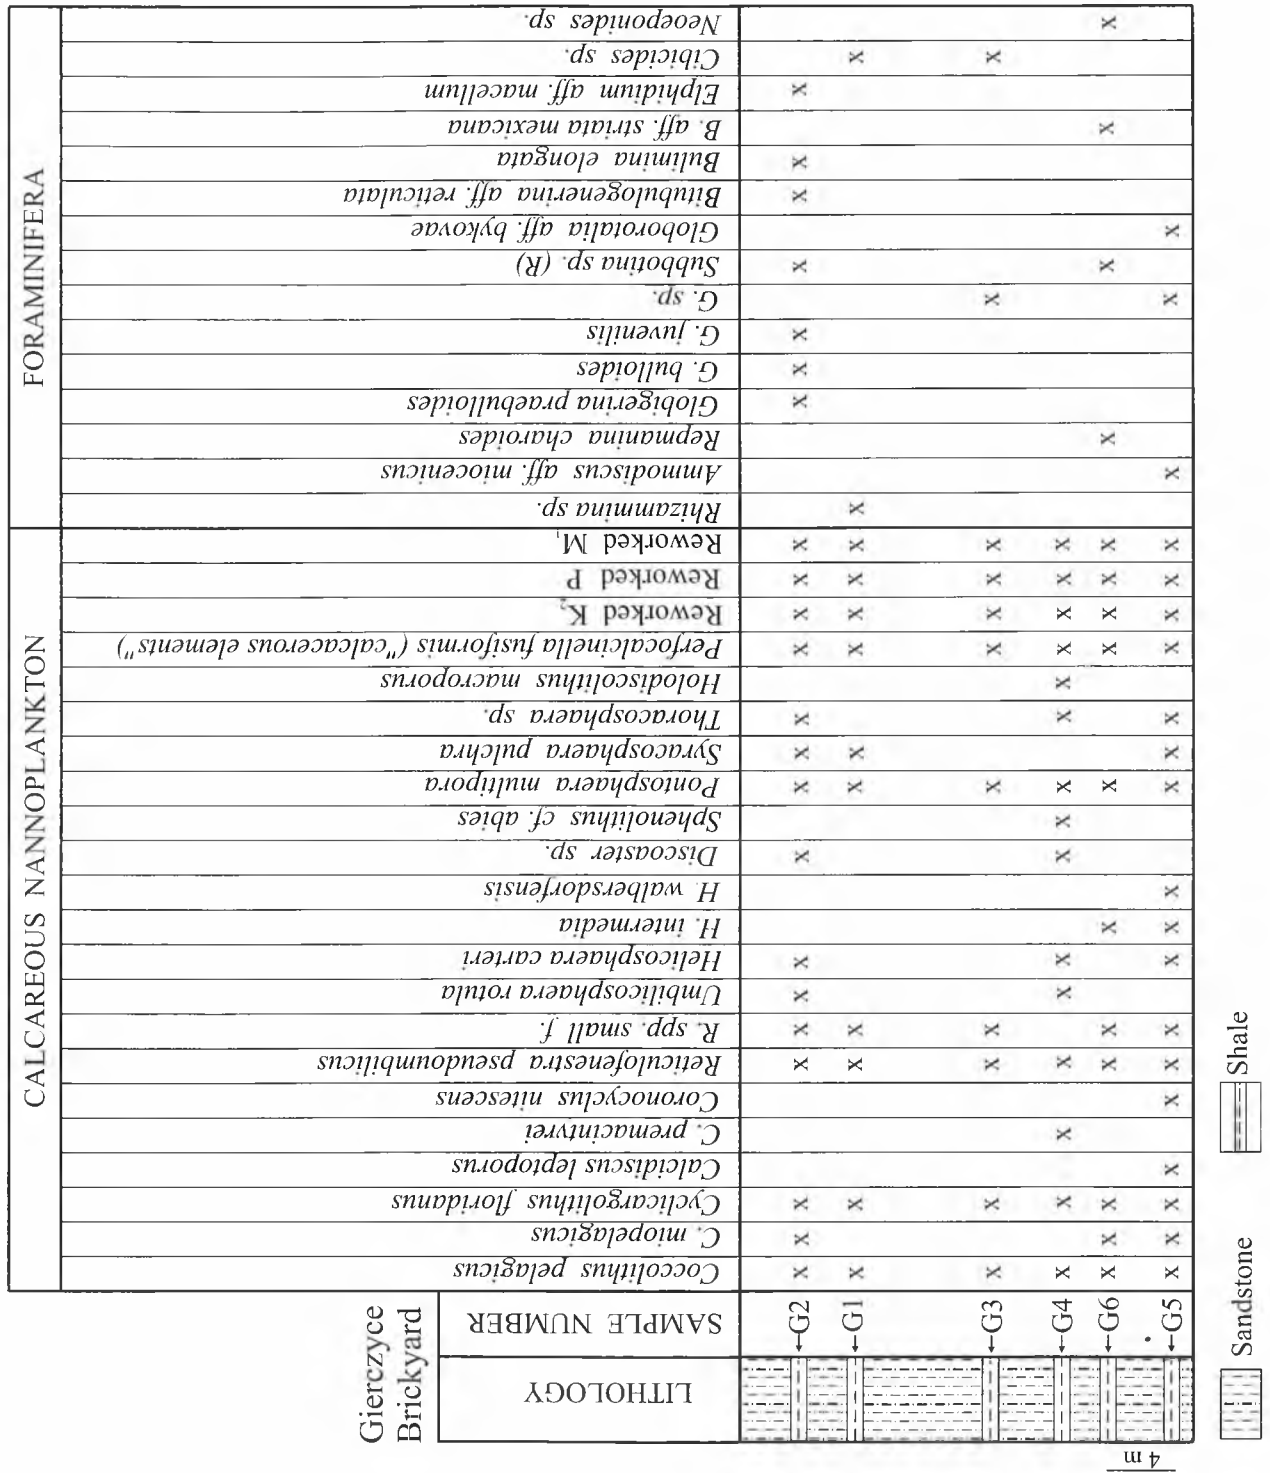 Gierczyce
Brickyard
LITHOLOGY
SAMPLE NUMBER
G2
G1
G3
G4
G6
G5
4 m
CALCAREOUS NANNOPLANKTON
Coccolithus pelagicus
x x x x x x
C. miopelagicus
x x x
Cyclicargolithus floridanus
x x x x x x
Calcidiscus leptoporus
x
C. premacintyrei
x
Coronocyclus nitescens
x
Reticulofenestra pseudoumbilicus
x x x x x x
R. spp. small f.
x x x x x
Umbilicosphaera rotula
x x
Helicosphaera carteri
x x x
H. intermedia
x x
H. walbersdorfensis
x
Discoaster sp.
x x
Sphenolithus cf. abies
x
Pontosphaera multipora
x x x x x x
Syracosphaera pulchra
x x x
Thoracosphaera sp.
x x x
Holodiscolithus macroporus
x
Perfocalcinella fusiformis ("calcacerous elements")
x x x x x x
Reworked K2
x x x x x x
Reworked P
x x x x x x
Reworked M1
x x x x x x
FORAMINIFERA
Rhizammina sp.
x
Ammodiscus aff. miocenicus
x
Repmanina charoides
x
Globigerina praebulloides
x
G. bulloides
x
G. juvenilis
x
G. sp.
x x
Subbotina sp. (R)
x x
Globorotalia aff. bykovae
x
Bitubulogenerina aff. reticulata
x
Bulimina elongata
x
B. aff. striata mexicana
x
Elphidium aff. macellum
x
Cibicides sp.
x x
Neoeponides sp.
x
Sandstone
Shale